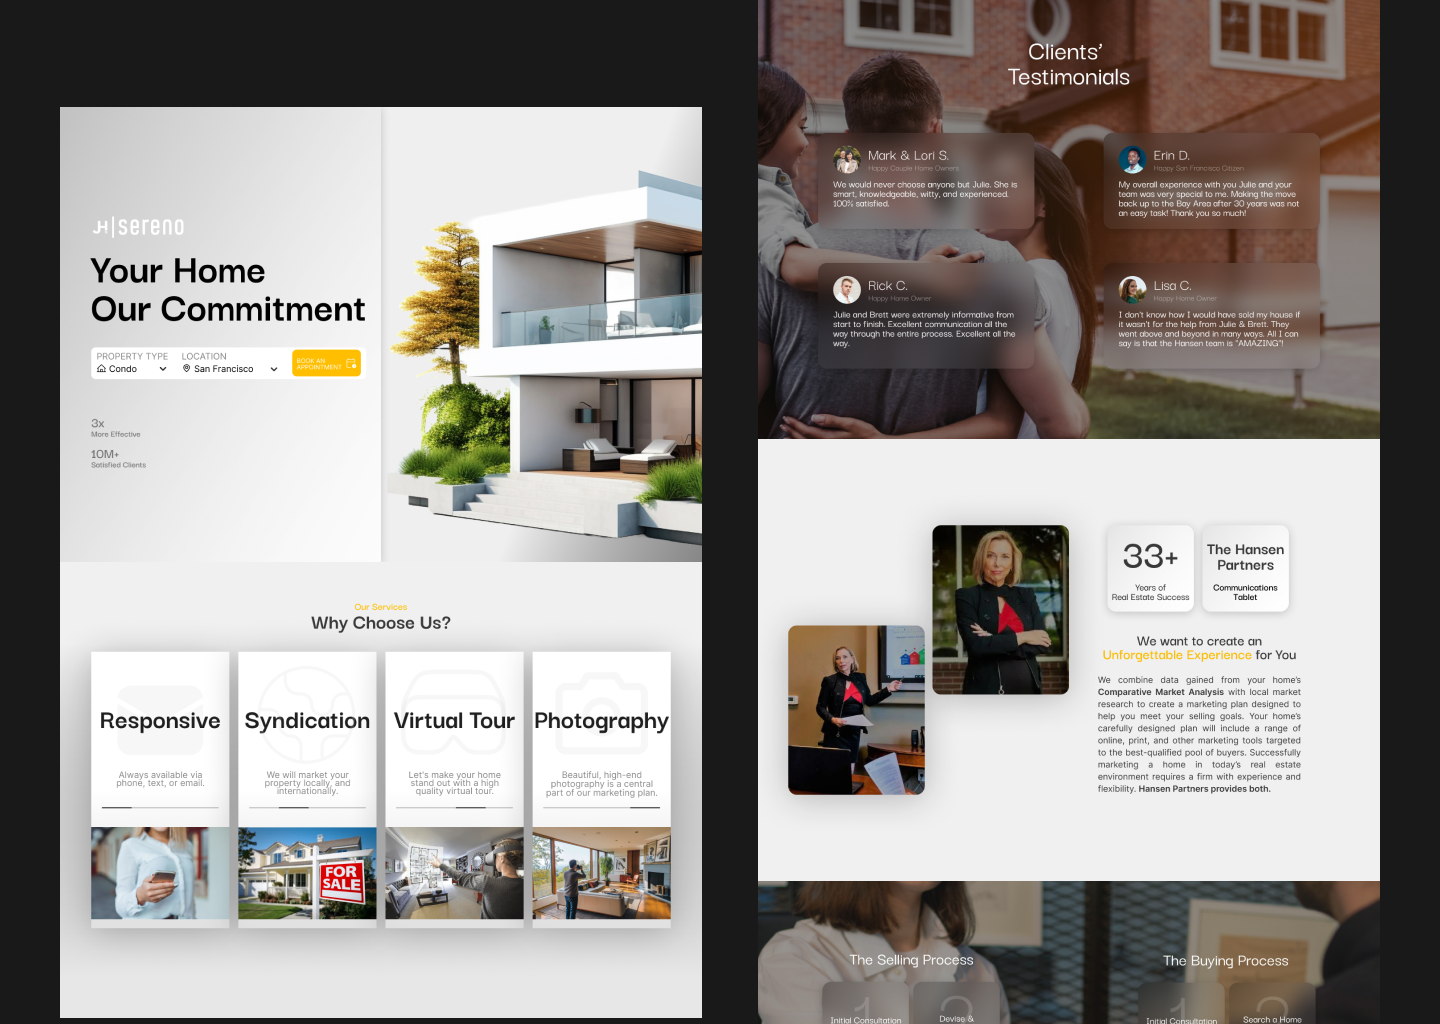 JH|sereno
Your Home
Our Commitment
PROPERTY TYPE
Condo
LOCATION
San Francisco
BOOK AN
APPOINTMENT
3x
More Effective
10M+
Satisfied Clients
Our Services
Why Choose Us?
Responsive
Always available via
phone, text, or email.
Syndication
We will market your
property locally, and
internationally.
FOR
SALE
Virtual Tour
Let's make your home
stand out with a high
quality virtual tour.
Photography
Beautiful, high-end
photography is a central
part of our marketing plan.
Clients'
Testimonials
Mark & Lori S.
Happy Couple Home Owners
We would never choose anyone but Julie. She is
smart, knowledgeable, witty, and experienced.
100% satisfied.
Erin D.
Happy San Francisco Citizen
My overall experience with you Julie and your
team was very special to me. Making the move
back up to the Bay Area after 30 years was not
an easy task! Thank you so much!
Rick C.
Happy Home Owner
Julie and Brett were extremely informative from
start to finish. Excellent communication all the
way through the entire process. Excellent all the
way.
Lisa C.
Happy Home Owner
I don't know how I would have sold my house if
it wasn't for the help from Julie & Brett. They
went above and beyond in many ways. All I can
say is that the Hansen team is "AMAZING"!
33+
Years of
Real Estate Success
The Hansen
Partners
Communications
Tablet
We want to create an
Unforgettable Experience for You
We combine data gained from your home's
Comparative Market Analysis with local market
research to create a marketing plan designed to
help you meet your selling goals. Your home's
carefully designed plan will include a range of
online, print, and other marketing tools targeted
to the best-qualified pool of buyers. Successfully
marketing a home in today's real estate
environment requires a firm with experience and
flexibility. Hansen Partners provides both.
The Selling Process
1
Initial Consultation
2
Devise &
The Buying Process
1
Initial Consultation
2
Search a Home